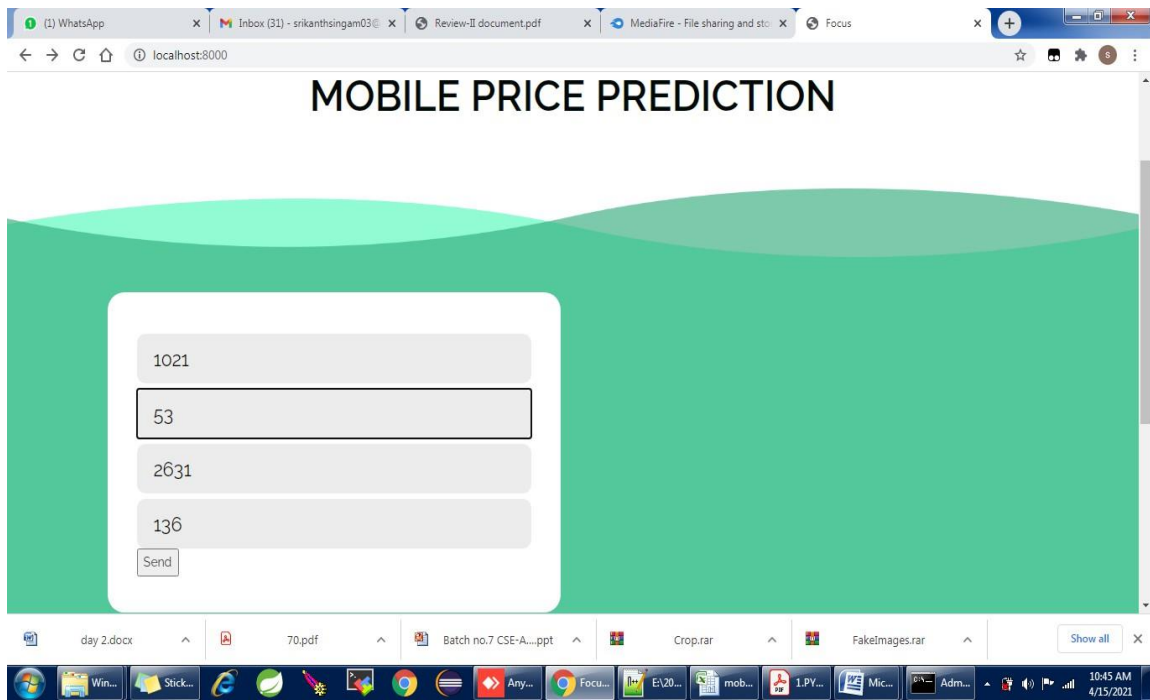 (1) WhatsApp
Inbox (31) - srikanthsingam03@
Review-II document.pdf
MediaFire - File sharing and sto
Focus
localhost:8000
S
MOBILE PRICE PREDICTION
1021
53
2631
136
Send
day 2.docx
70.pdf
Batch no.7 CSE-A....ppt
Crop.rar
FakeImages.rar
Show all
Win...
Stick...
Any...
Focu...
E:\20...
mob...
1.PY...
Mic...
Adm...
10:45 AM
4/15/2021